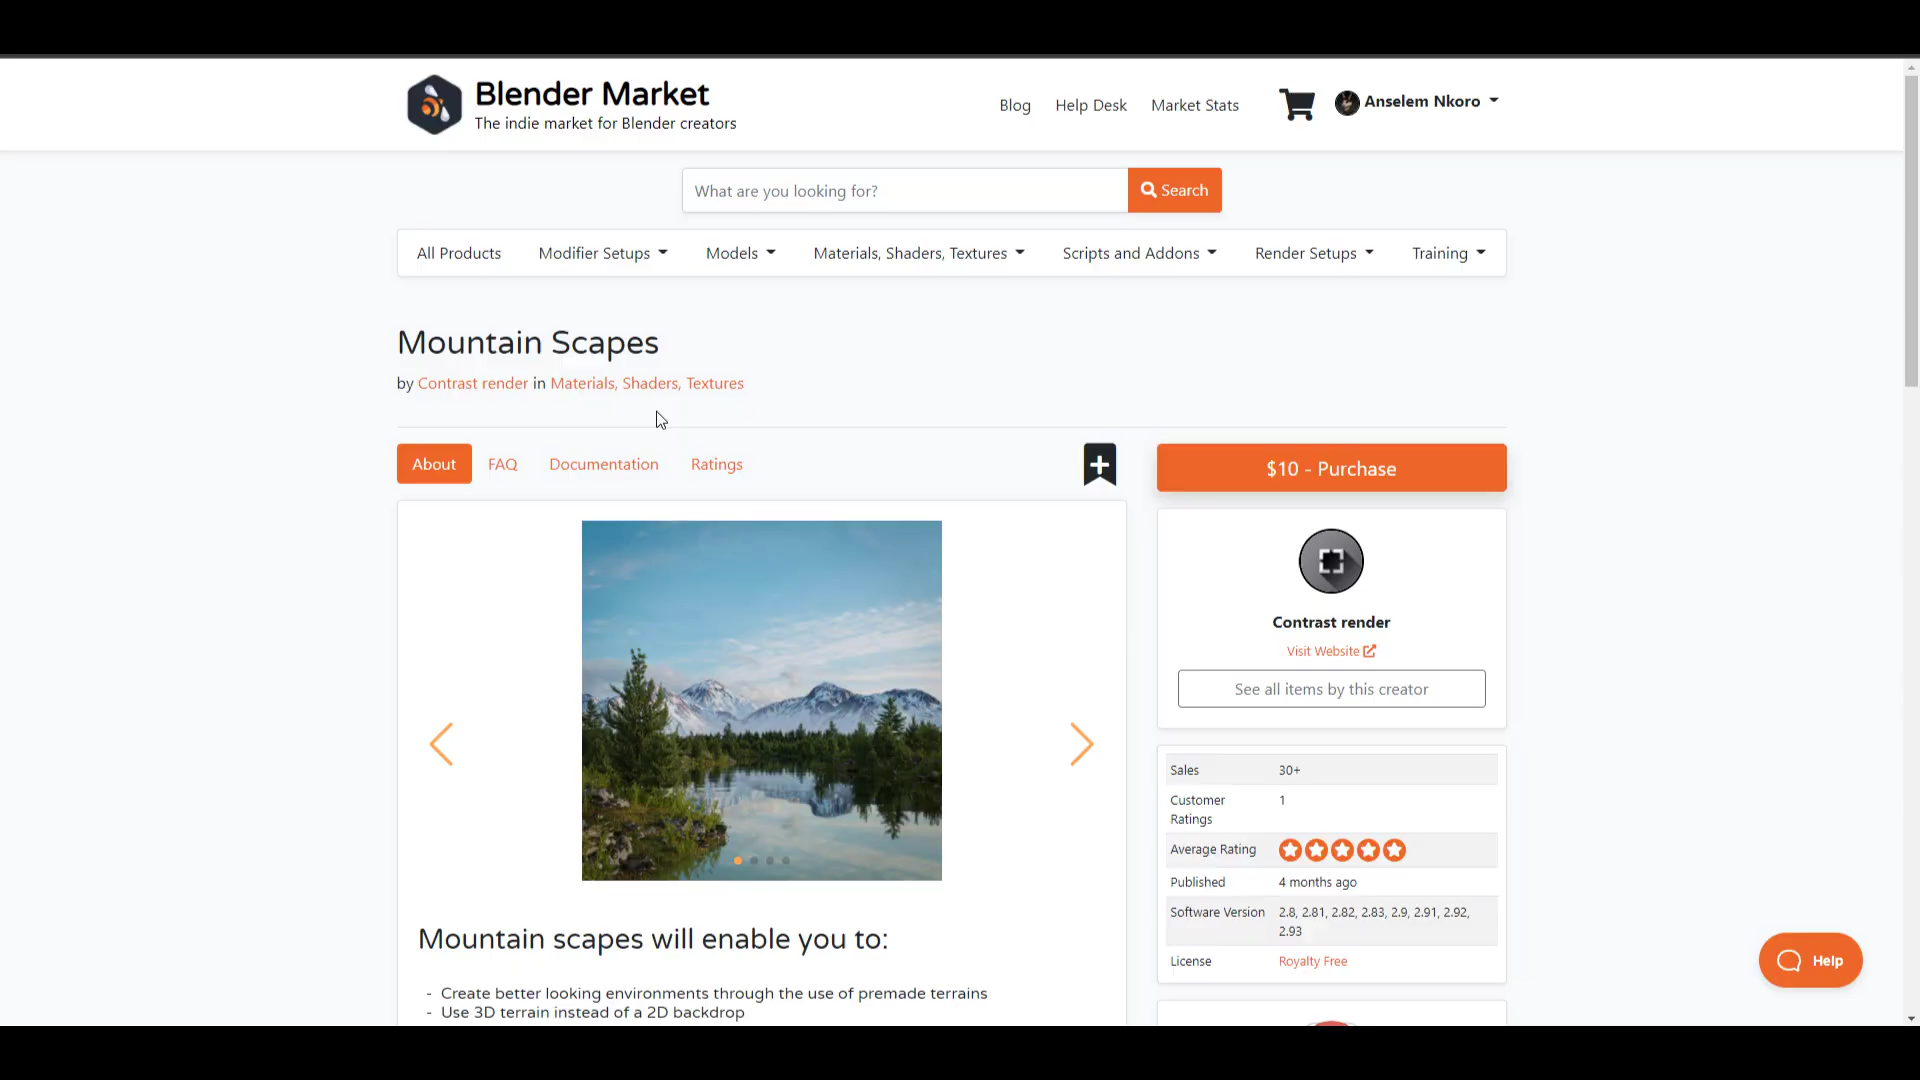 Blender Market
The indie market for Blender creators
Blog Help Desk Market Stats Anselem Nkoro
What are you looking for? Search
All Products Modifier Setups Models Materials, Shaders, Textures Scripts and Addons Render Setups Training
Mountain Scapes
by Contrast render in Materials, Shaders, Textures
About FAQ Documentation Ratings
$10 - Purchase
Contrast render
Visit Website
See all items by this creator
Sales 30+
Customer Ratings 1
Average Rating
Published 4 months ago
Software Version 2.8, 2.81, 2.82, 2.83, 2.9, 2.91, 2.92,
2.93
License Royalty Free
Mountain scapes will enable you to:
- Create better looking environments through the use of premade terrains
- Use 3D terrain instead of a 2D backdrop
Help